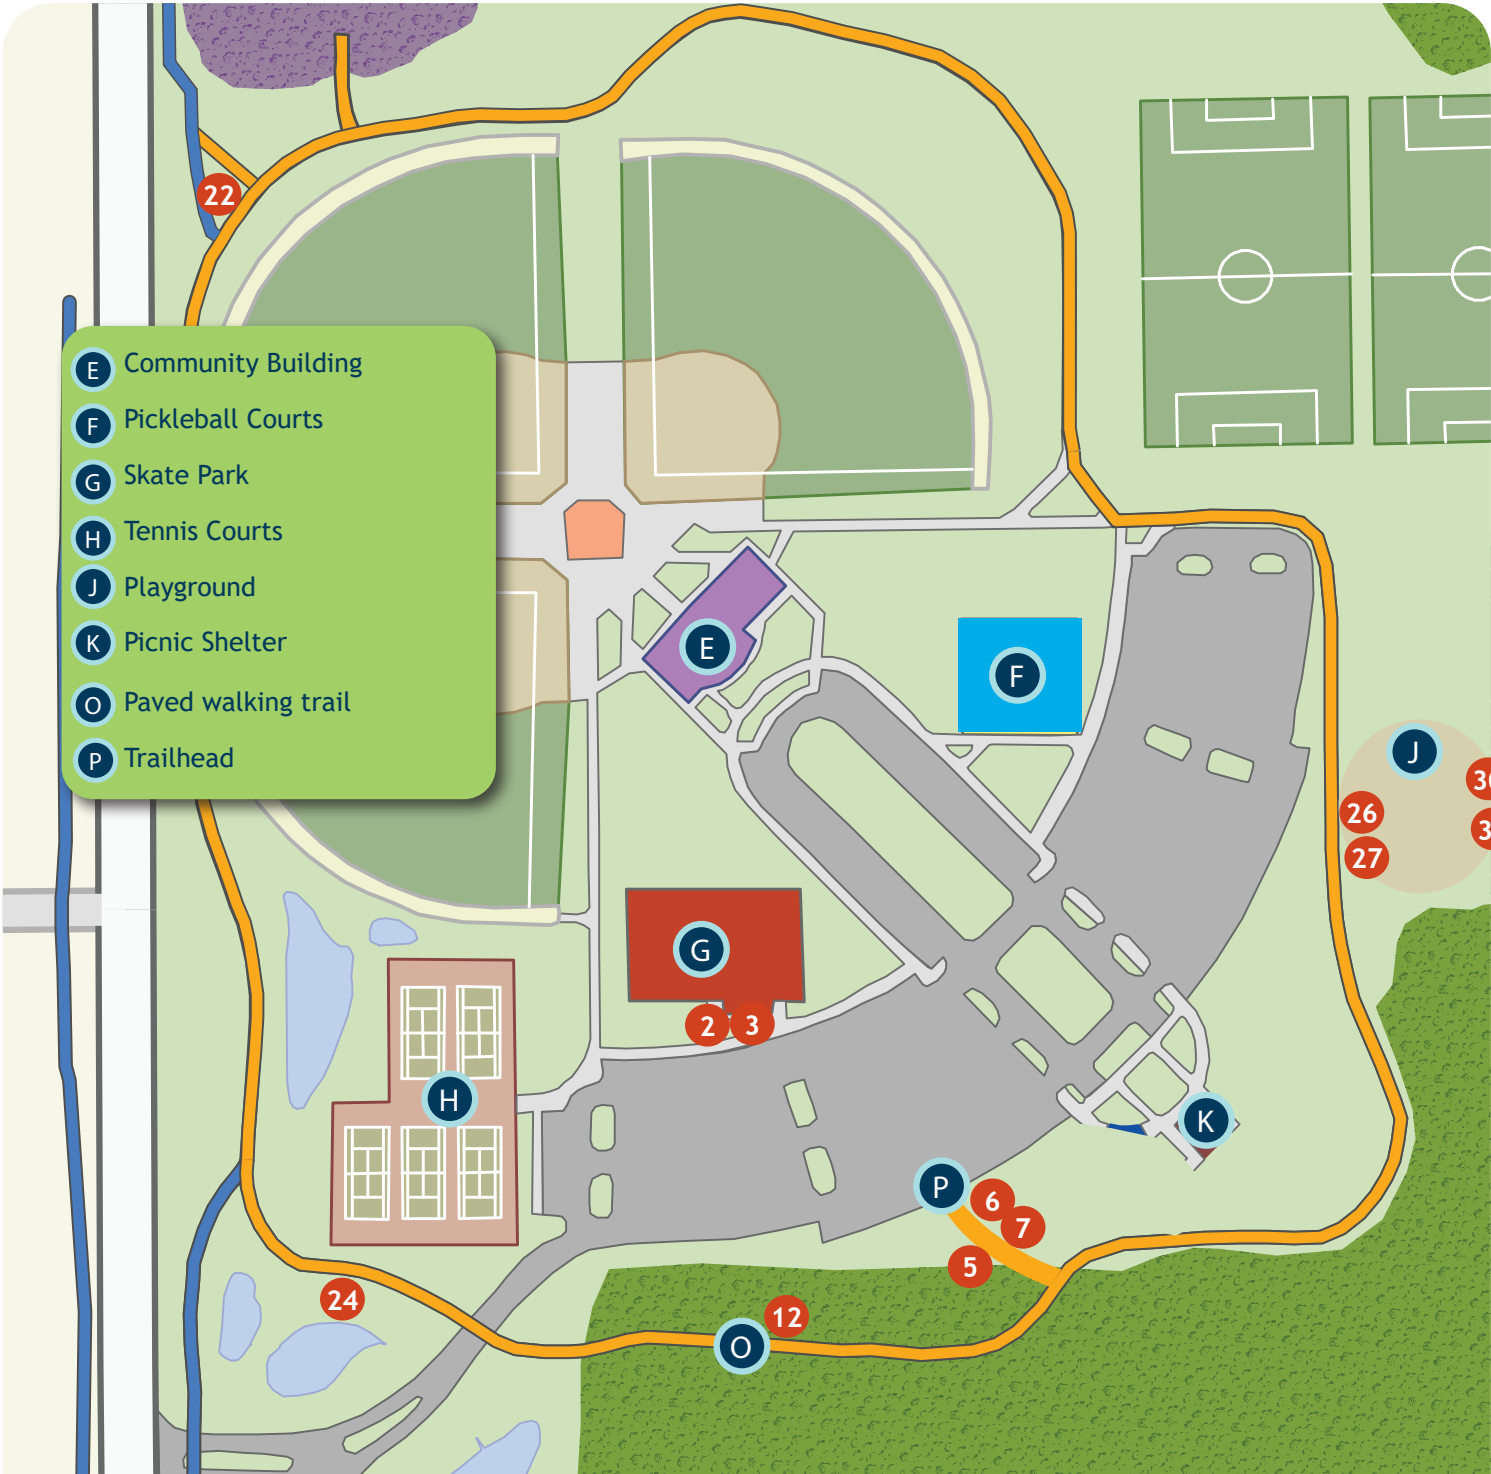 22
E Community Building
F Pickleball Courts
G Skate Park
H Tennis Courts
J Playground
K Picnic Shelter
O Paved walking trail
P Trailhead
E
F
J
26
27
G
2
3
H
K
P
6
7
5
24
12
O